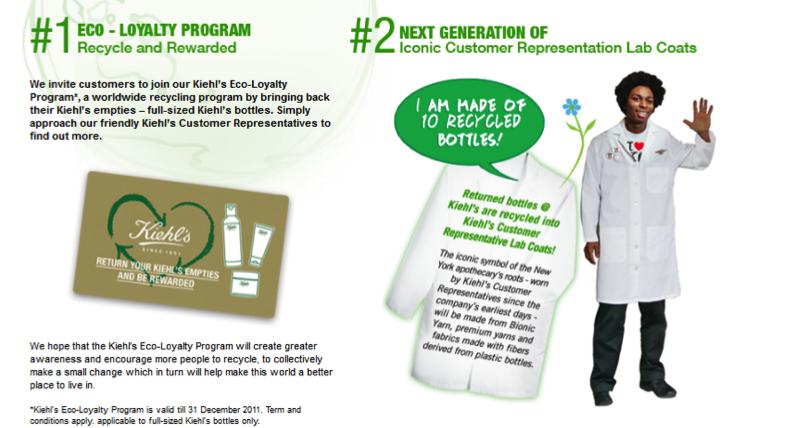 #1 ECO - LOYALTY PROGRAM
Recycle and Rewarded
We invite customers to join our Kiehl's Eco-Loyalty
Program*, a worldwide recycling program by bringing back
their Kiehl's empties – full-sized Kiehl's bottles. Simply
approach our friendly Kiehl's Customer Representatives to
find out more.
Kiehl's
SINCE 1851
RETURN YOUR KIEHL'S EMPTIES
AND BE REWARDED
We hope that the Kiehl's Eco-Loyalty Program will create greater
awareness and encourage more people to recycle, to collectively
make a small change which in turn will help make this world a better
place to live in.
*Kiehl's Eco-Loyalty Program is valid till 31 December 2011. Term and
conditions apply. applicable to full-sized Kiehl's bottles only.
#2 NEXT GENERATION OF
Iconic Customer Representation Lab Coats
I AM MADE OF
10 RECYCLED
BOTTLES!
Returned bottles @
Kiehl's are recycled into
Kiehl's Customer
Representative Lab Coats!
The iconic symbol of the New
York apothecary's roots - worn
by Kiehl's Customer
Representatives since the
company's earliest days -
will be made from Bionic
Yarn, premium yarns and
fabrics made with fibers
derived from plastic bottles.